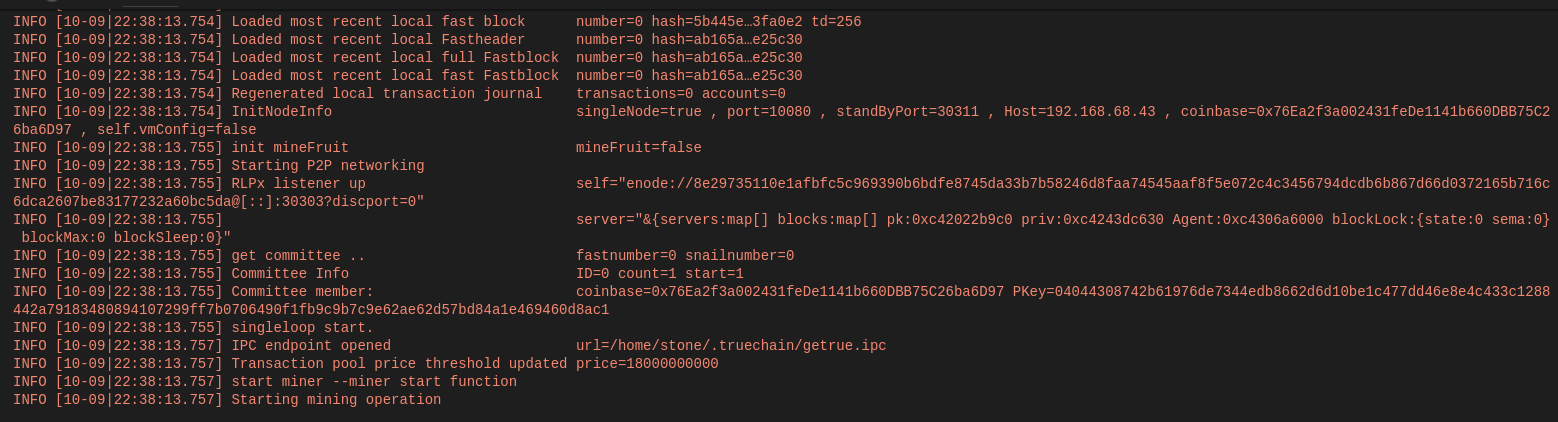 INFO [10-09|22:38:13.754] Loaded most recent local fast block      number=0 hash=5b445e…3fa0e2 td=256
INFO [10-09|22:38:13.754] Loaded most recent local Fastheader      number=0 hash=ab165a…e25c30
INFO [10-09|22:38:13.754] Loaded most recent local full Fastblock  number=0 hash=ab165a…e25c30
INFO [10-09|22:38:13.754] Loaded most recent local fast Fastblock  number=0 hash=ab165a…e25c30
INFO [10-09|22:38:13.754] Regenerated local transaction journal    transactions=0 accounts=0
INFO [10-09|22:38:13.754] InitNodeInfo                             singleNode=true , port=10080 , standByPort=30311 , Host=192.168.68.43 , coinbase=0x76Ea2f3a002431feDe1141b660DBB75C2
6ba6D97 , self.vmConfig=false
INFO [10-09|22:38:13.755] init mineFruit                           mineFruit=false
INFO [10-09|22:38:13.755] Starting P2P networking
INFO [10-09|22:38:13.755] RLPx listener up                         self="enode://8e29735110e1afbfc5c969390b6bdfe8745da33b7b58246d8faa74545aaf8f5e072c4c3456794dcdb6b867d66d0372165b716c
6dca2607be83177232a60bc5da@[::]:30303?discport=0"
INFO [10-09|22:38:13.755]                                          server="&{servers:map[] blocks:map[] pk:0xc42022b9c0 priv:0xc4243dc630 Agent:0xc4306a6000 blockLock:{state:0 sema:0}
 blockMax:0 blockSleep:0}"
INFO [10-09|22:38:13.755] get committee ..                         fastnumber=0 snailnumber=0
INFO [10-09|22:38:13.755] Committee Info                           ID=0 count=1 start=1
INFO [10-09|22:38:13.755] Committee member:                        coinbase=0x76Ea2f3a002431feDe1141b660DBB75C26ba6D97 PKey=04044308742b61976de7344edb8662d6d10be1c477dd46e8e4c433c1288
442a79183480894107299ff7b0706490f1fb9c9b7c9e62ae62d57bd84a1e469460d8ac1
INFO [10-09|22:38:13.755] singleloop start.
INFO [10-09|22:38:13.757] IPC endpoint opened                      url=/home/stone/.truechain/getrue.ipc
INFO [10-09|22:38:13.757] Transaction pool price threshold updated price=18000000000
INFO [10-09|22:38:13.757] start miner --miner start function
INFO [10-09|22:38:13.757] Starting mining operation